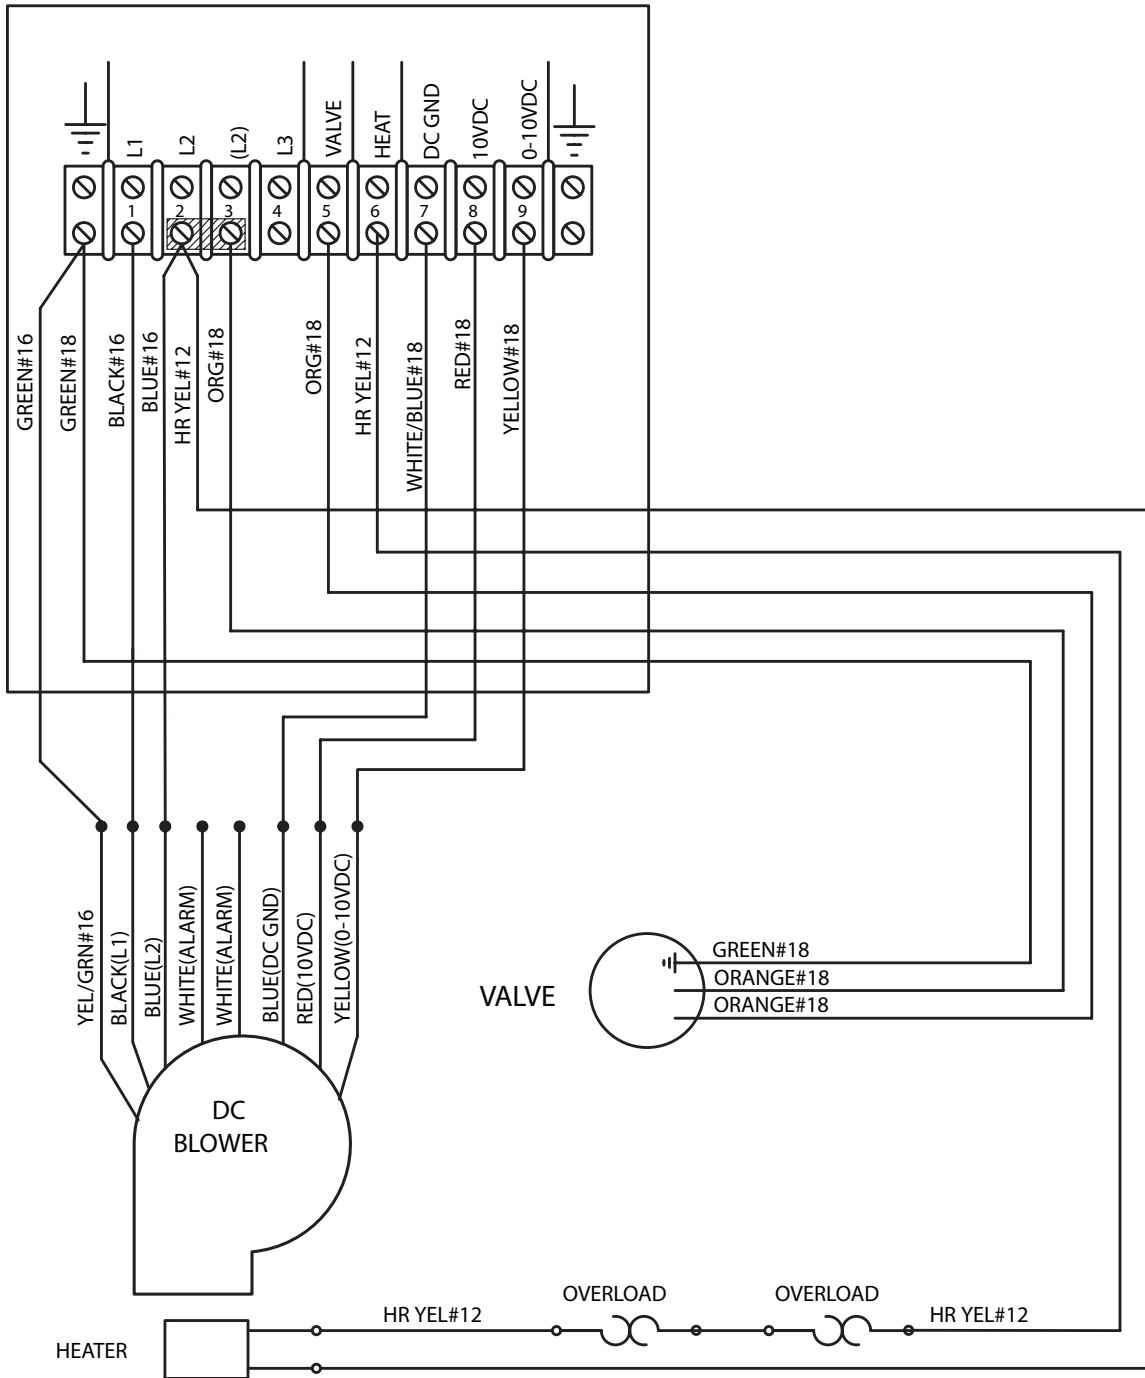 L1
L2
(L2)
L3
VALVE
HEAT
DC GND
10VDC
0-10VDC
1
2
3
4
5
6
7
8
9
GREEN#16
GREEN#18
BLACK#16
BLUE#16
HR YEL#12
ORG#18
ORG#18
HR YEL#12
WHITE/BLUE#18
RED#18
YELLOW#18
YEL/GRN#16
BLACK(L1)
BLUE(L2)
WHITE(ALARM)
WHITE(ALARM)
BLUE(DC GND)
RED(10VDC)
YELLOW(0-10VDC)
VALVE
GREEN#18
ORANGE#18
ORANGE#18
DC
BLOWER
HEATER
HR YEL#12
OVERLOAD
OVERLOAD
HR YEL#12